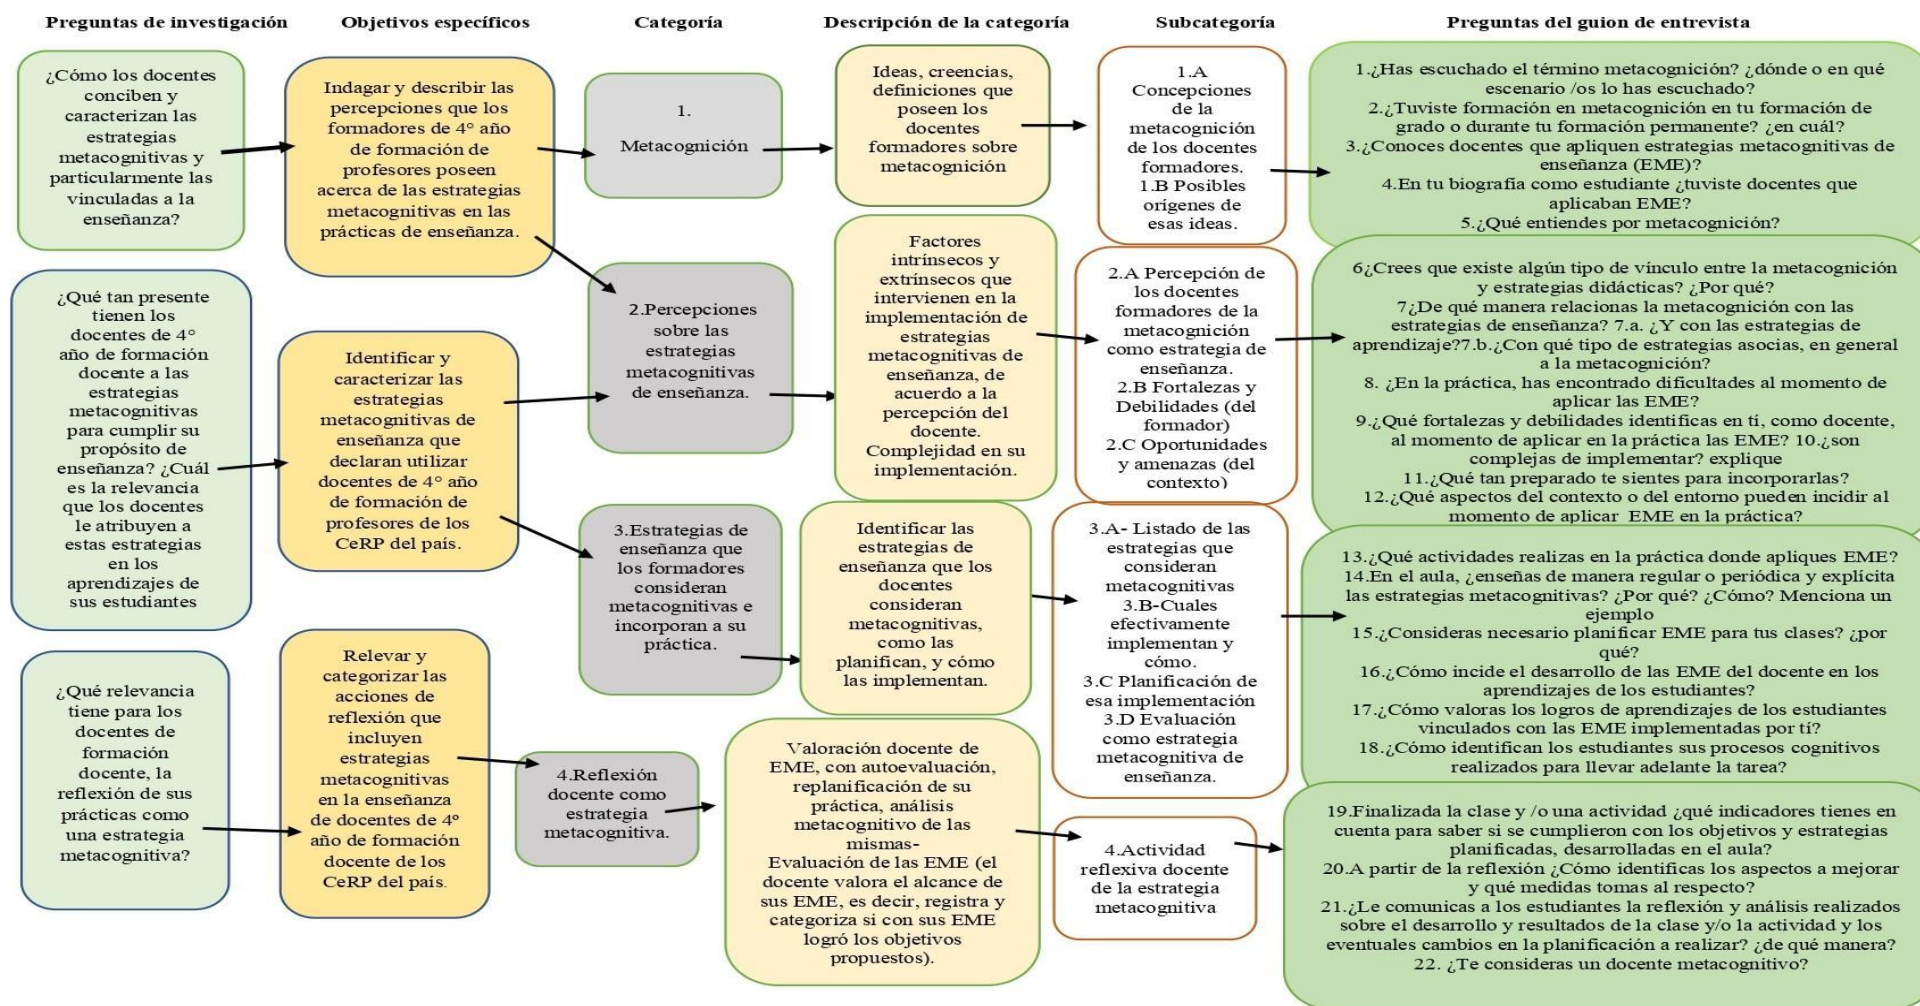 Preguntas de investigación
Objetivos específicos
Categoría
Descripción de la categoría
Subcategoría
Preguntas del guion de entrevista
¿Cómo los docentes
conciben y
caracterizan las
estrategias
metacognitivas y
particularmente las
vinculadas a la
enseñanza?
Indagar y describir las
percepciones que los
formadores de 4° año
de formación de
profesores poseen
acerca de las estrategias
metacognitivas en las
prácticas de enseñanza.
1.
Metacognición
Ideas, creencias,
definiciones que
poseen los
docentes
formadores sobre
metacognición
1.A
Concepciones
de la
metacognición
de los docentes
formadores.
1.B Posibles
orígenes de
esas ideas.
1.¿Has escuchado el término metacognición? ¿dónde o en qué
escenario /os lo has escuchado?
2.¿Tuviste formación en metacognición en tu formación de
grado o durante tu formación permanente? ¿en cuál?
3.¿Conoces docentes que apliquen estrategias metacognitivas de
enseñanza (EME)?
4.En tu biografía como estudiante ¿tuviste docentes que
aplicaban EME?
5.¿Qué entiendes por metacognición?
¿Qué tan presente
tienen los
docentes de 4°
año de formación
docente a las
estrategias
metacognitivas
para cumplir su
propósito de
enseñanza? ¿Cuál
es la relevancia
que los docentes
le atribuyen a
estas estrategias
en los
aprendizajes de
sus estudiantes
Identificar y
caracterizar las
estrategias
metacognitivas de
enseñanza que
declaran utilizar
docentes de 4° año
de formación de
profesores de los
CeRP del país.
2.Percepciones
sobre las
estrategias
metacognitivas
de enseñanza.
Factores
intrínsecos y
extrínsecos que
intervienen en la
implementación de
estrategias
metacognitivas de
enseñanza, de
acuerdo a la
percepción del
docente.
Complejidad en su
implementación.
2.A Percepción de
los docentes
formadores de la
metacognición
como estrategia de
enseñanza.
2.B Fortalezas y
Debilidades (del
formador)
2.C Oportunidades
y amenazas (del
contexto)
6¿Crees que existe algún tipo de vínculo entre la metacognición
y estrategias didácticas? ¿Por qué?
7¿De qué manera relacionas la metacognición con las
estrategias de enseñanza? 7.a. ¿Y con las estrategias de
aprendizaje?7.b.¿Con qué tipo de estrategias asocias, en general
a la metacognición?
8. ¿En la práctica, has encontrado dificultades al momento de
aplicar las EME?
9.¿Qué fortalezas y debilidades identificas en tí, como docente,
al momento de aplicar en la práctica las EME? 10.¿son
complejas de implementar? explique
11.¿Qué tan preparado te sientes para incorporarlas?
12.¿Qué aspectos del contexto o del entorno pueden incidir al
momento de aplicar EME en la práctica?
3.Estrategias de
enseñanza que
los formadores
consideran
metacognitivas e
incorporan a su
práctica.
Identificar las
estrategias de
enseñanza que los
docentes
consideran
metacognitivas,
como las
planifican, y cómo
las implementan.
3.A- Listado de las
estrategias que
consideran
metacognitivas
3.B-Cuales
efectivamente
implementan y
cómo.
3.C Planificación de
esa implementación
3.D Evaluación
como estrategia
metacognitiva de
enseñanza.
13.¿Qué actividades realizas en la práctica donde apliques EME?
14.En el aula, ¿enseñas de manera regular o periódica y explícita
las estrategias metacognitivas? ¿Por qué? ¿Cómo? Menciona un
ejemplo
15.¿Consideras necesario planificar EME para tus clases? ¿por
qué?
16.¿Cómo incide el desarrollo de las EME del docente en los
aprendizajes de los estudiantes?
17.¿Cómo valoras los logros de aprendizajes de los estudiantes
vinculados con las EME implementadas por tí?
18.¿Cómo identifican los estudiantes sus procesos cognitivos
realizados para llevar adelante la tarea?
¿Qué relevancia
tiene para los
docentes de
formación
docente, la
reflexión de sus
prácticas como
una estrategia
metacognitiva?
Relevar y
categorizar las
acciones de
reflexión que
incluyen
estrategias
metacognitivas
en la enseñanza
de docentes de 4º
año de formación
docente de los
CeRP del país.
4.Reflexión
docente como
estrategia
metacognitiva.
Valoración docente de
EME, con autoevaluación,
replanificación de su
práctica, análisis
metacognitivo de las
mismas-
Evaluación de las EME (el
docente valora el alcance de
sus EME, es decir, registra y
categoriza si con sus EME
logró los objetivos
propuestos).
4.Actividad
reflexiva docente
de la estrategia
metacognitiva
19.Finalizada la clase y /o una actividad ¿qué indicadores tienes en
cuenta para saber si se cumplieron con los objetivos y estrategias
planificadas, desarrolladas en el aula?
20.A partir de la reflexión ¿Cómo identificas los aspectos a mejorar
y qué medidas tomas al respecto?
21.¿Le comunicas a los estudiantes la reflexión y análisis realizados
sobre el desarrollo y resultados de la clase y/o la actividad y los
eventuales cambios en la planificación a realizar? ¿de qué manera?
22. ¿Te consideras un docente metacognitivo?